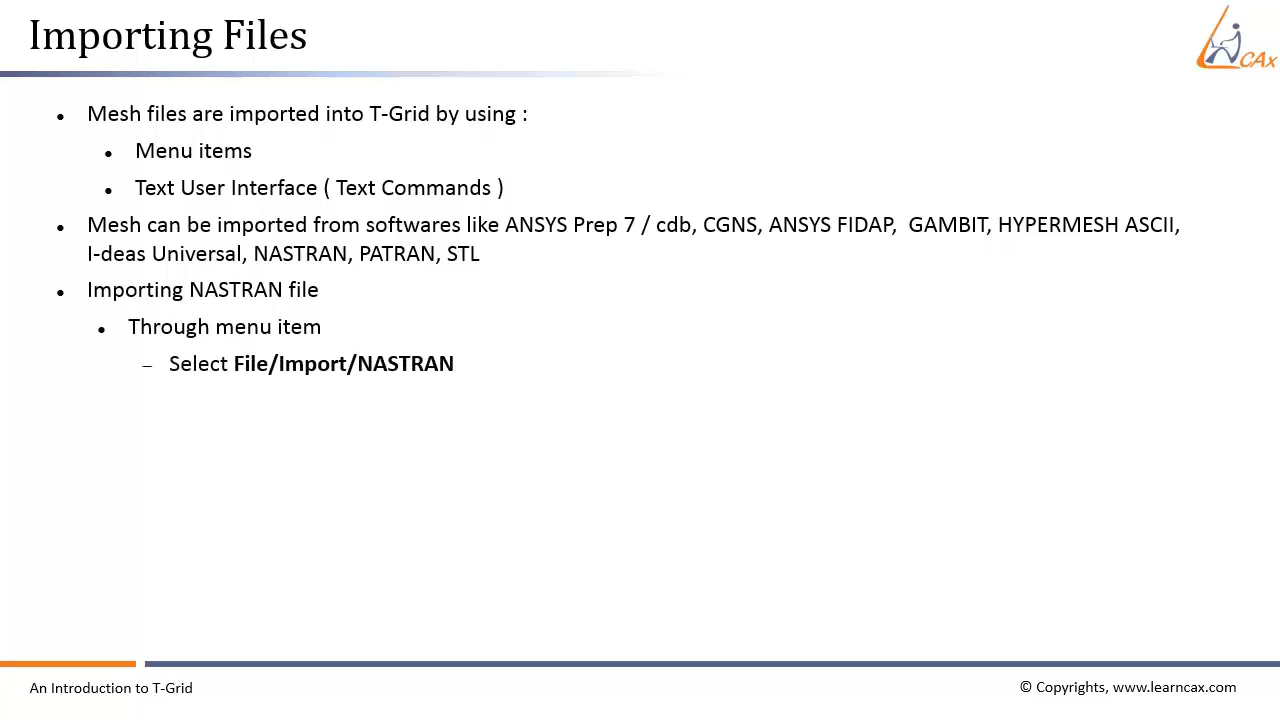 Importing Files
CAx
• Mesh files are imported into T-Grid by using :
• Menu items
• Text User Interface ( Text Commands )
• Mesh can be imported from softwares like ANSYS Prep 7 / cdb, CGNS, ANSYS FIDAP,  GAMBIT, HYPERMESH ASCII,
I-deas Universal, NASTRAN, PATRAN, STL
• Importing NASTRAN file
• Through menu item
– Select File/Import/NASTRAN
An Introduction to T-Grid
© Copyrights, www.learncax.com